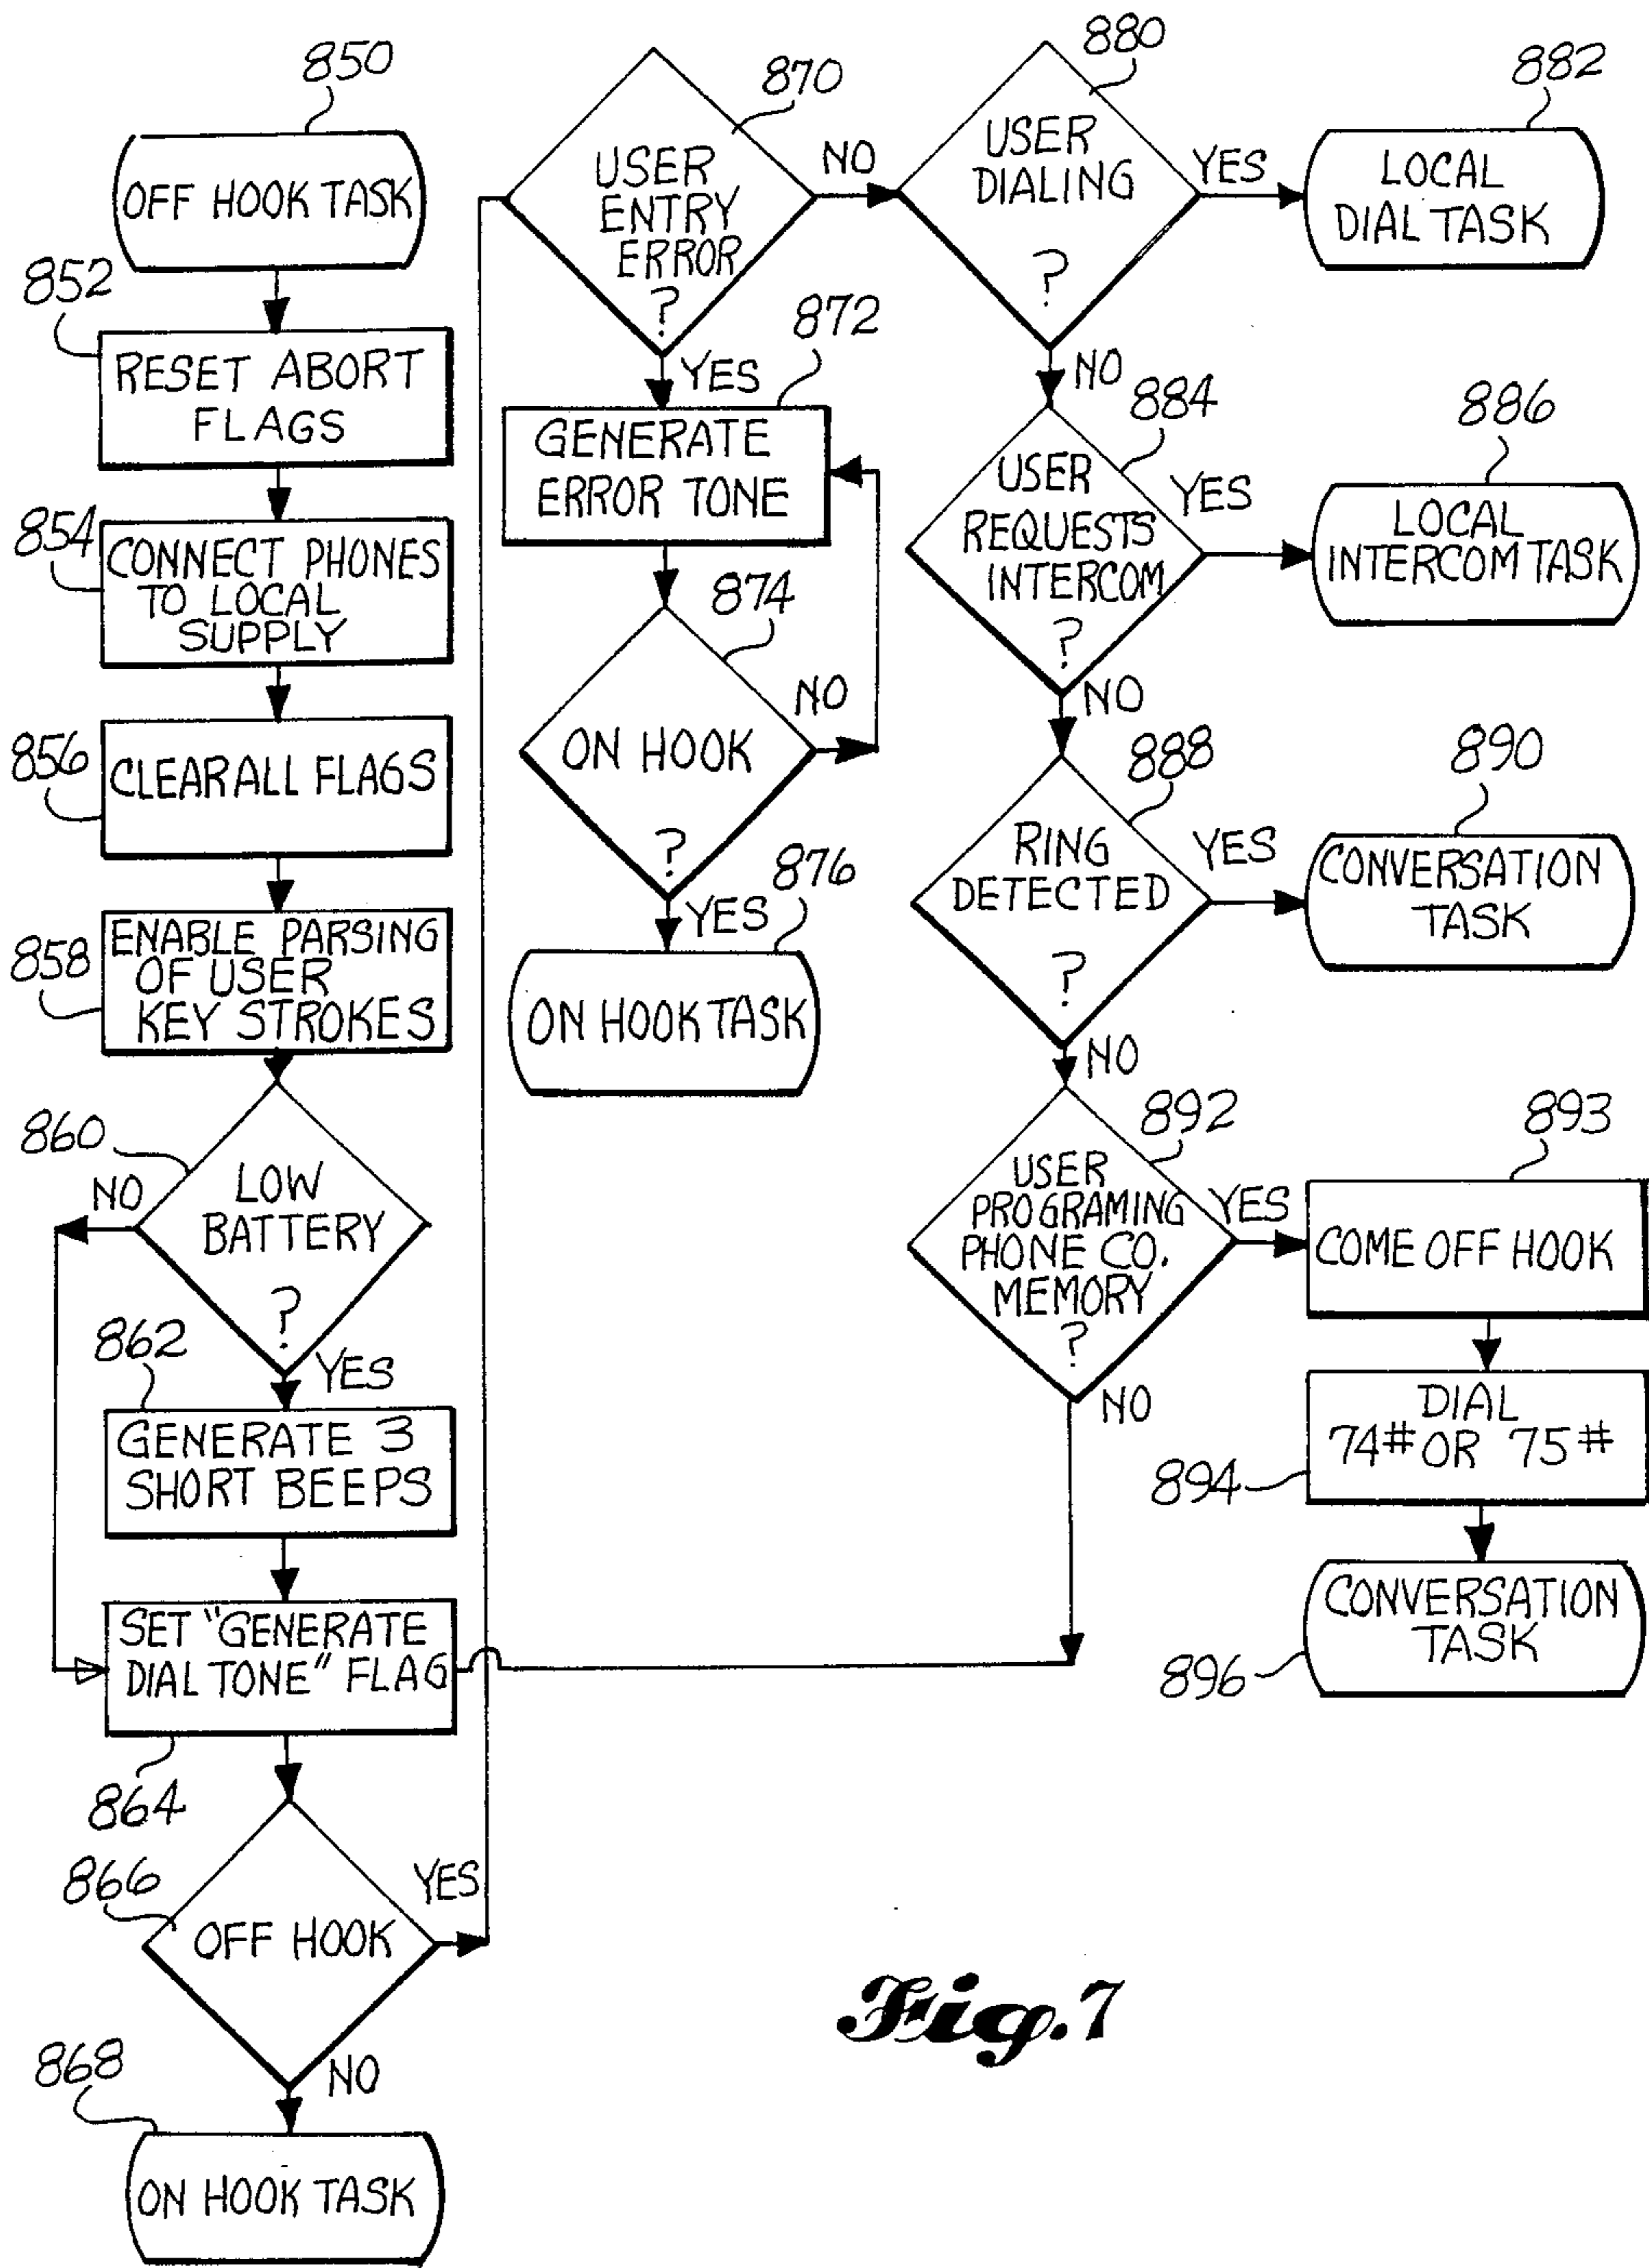 850
OFF HOOK TASK
852
RESET ABORT
FLAGS
854
CONNECT PHONES
TO LOCAL
SUPPLY
856
CLEAR ALL FLAGS
858
ENABLE PARSING
OF USER
KEY STROKES
860
NO
LOW
BATTERY
?
862
YES
GENERATE 3
SHORT BEEPS
SET "GENERATE
DIAL TONE" FLAG
864
866
YES
OFF HOOK
868
NO
ON HOOK TASK
870
USER
ENTRY
ERROR
?
NO
872
YES
GENERATE
ERROR TONE
874
NO
ON HOOK
?
876
YES
ON HOOK TASK
880
USER
DIALING
?
YES
882
LOCAL
DIAL TASK
NO
884
USER
REQUESTS
INTERCOM
?
YES
886
LOCAL
INTERCOM TASK
NO
888
RING
DETECTED
?
YES
890
CONVERSATION
TASK
NO
892
USER
PROGRAMING
PHONE CO.
MEMORY
?
YES
893
COME OFF HOOK
NO
DIAL
74# OR 75#
894
CONVERSATION
TASK
896
Fig. 7